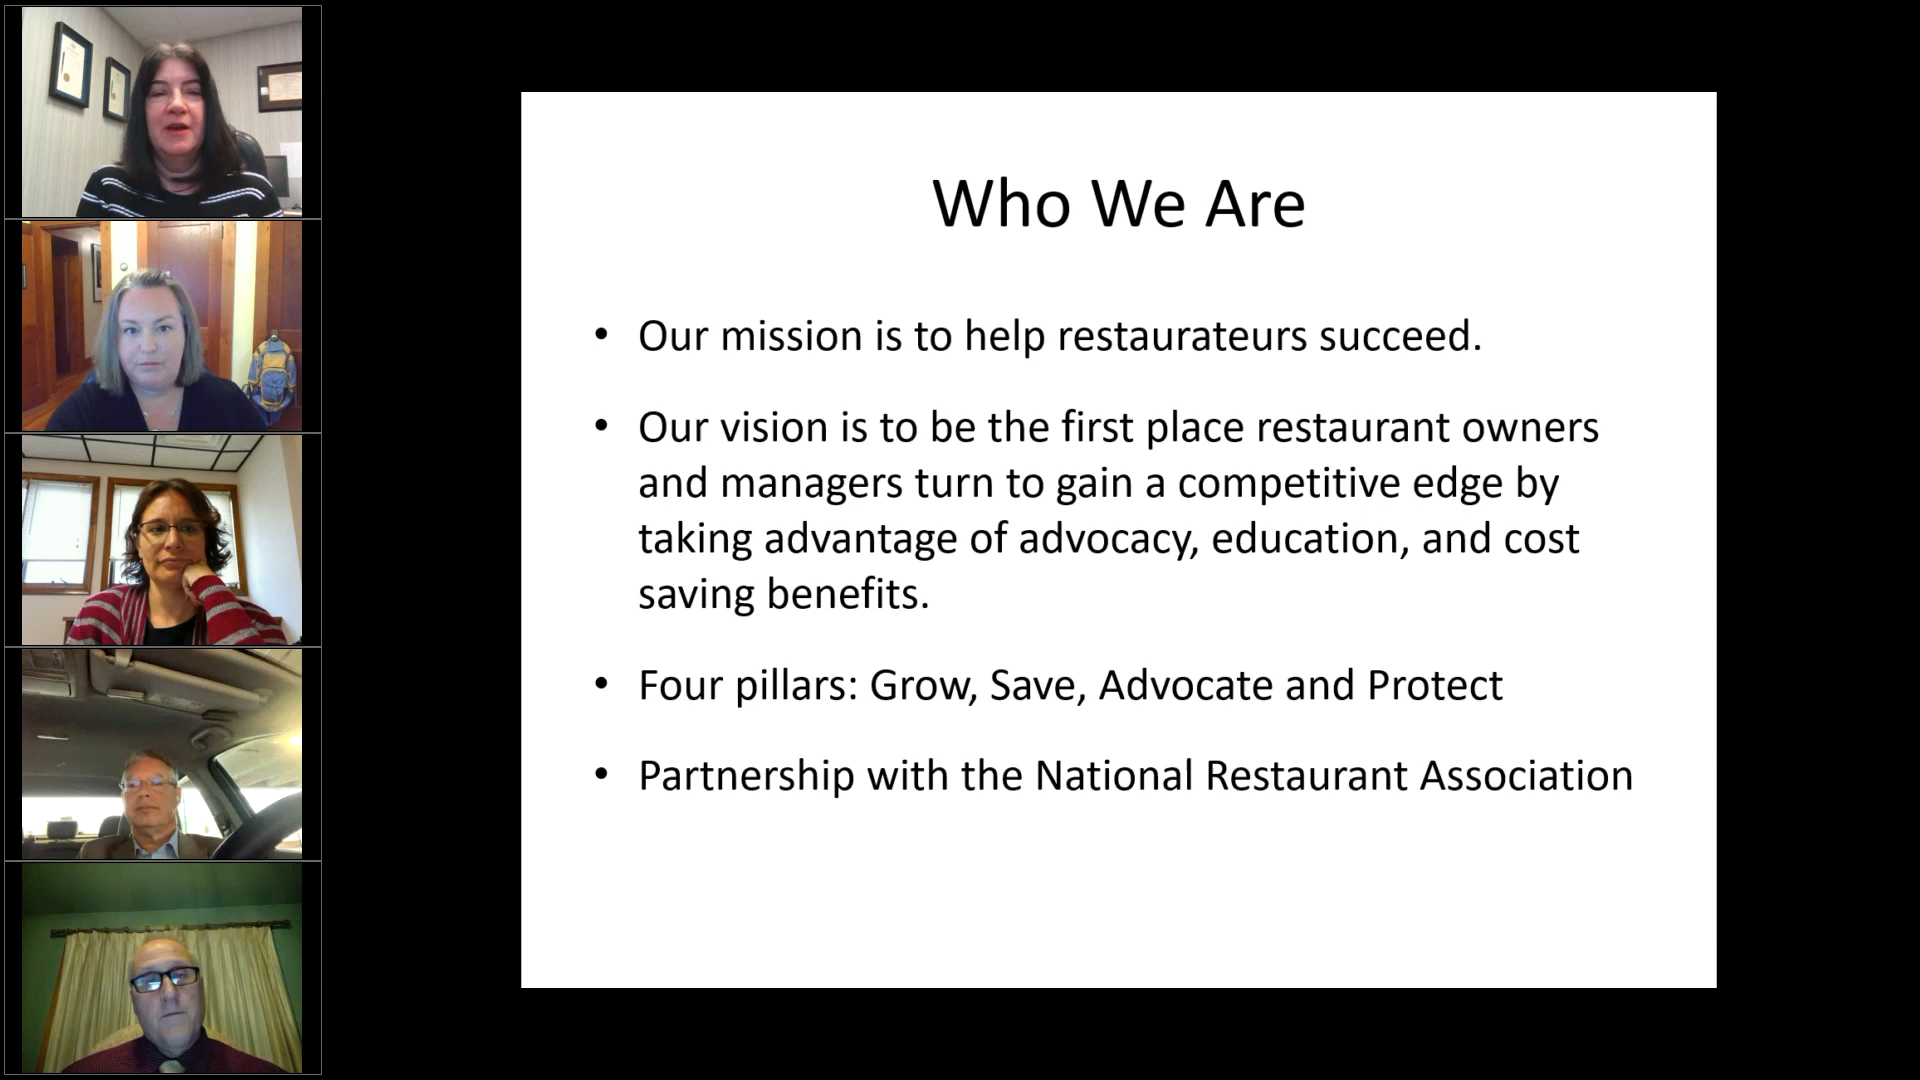 Who We Are
• Our mission is to help restaurateurs succeed.
• Our vision is to be the first place restaurant owners
and managers turn to gain a competitive edge by
taking advantage of advocacy, education, and cost
saving benefits.
• Four pillars: Grow, Save, Advocate and Protect
• Partnership with the National Restaurant Association